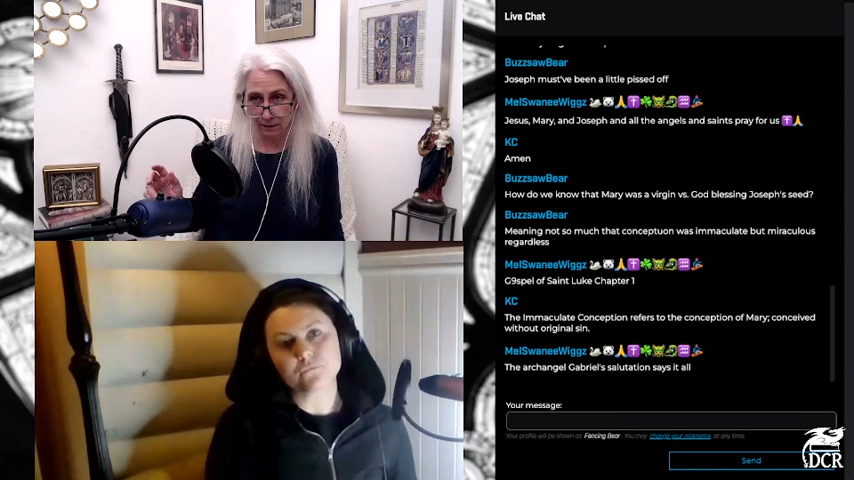 Live Chat
BuzzsawBear
Joseph must've been a little pissed off
MelSwaneeWiggz
Jesus, Mary, and Joseph and all the angels and saints pray for us
KC
Amen
BuzzsawBear
How do we know that Mary was a virgin vs. God blessing Joseph's seed?
BuzzsawBear
Meaning not so much that conceptuon was immaculate but miraculous
regardless
MelSwaneeWiggz
G9spel of Saint Luke Chapter 1
KC
The Immaculate Conception refers to the conception of Mary; conceived
without original sin.
MelSwaneeWiggz
The archangel Gabriel's salutation says it all
Your message:
Your profile will be shown as Fencing Bear. You may change your nickname at any time.
Send
DCR